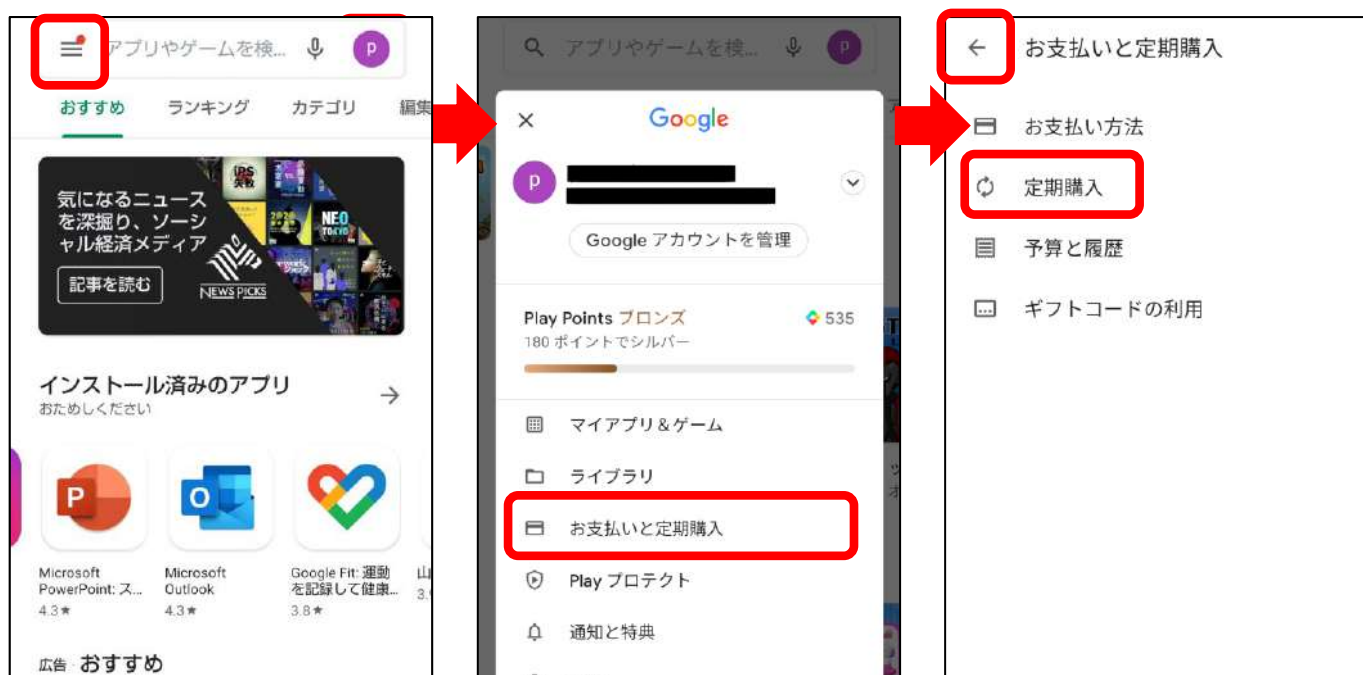 アプリやゲームを検...
P
おすすめ
ランキング
カテゴリ
編集
気になるニュース
を深掘り、ソーシ
ャル経済メディア
記事を読む
NEWS PICKS
NEO
TOKYO
インストール済みのアプリ
おためしください
P
O
Microsoft
PowerPoint: ス...
4.3★
Microsoft
Outlook
4.3★
Google Fit: 運動
を記録して健康...
3.8★
山
3.
広告・おすすめ
アプリやゲームを検...
P
Google
P
Google アカウントを管理
Play Points ブロンズ
535
180 ポイントでシルバー
マイアプリ&ゲーム
ライブラリ
お支払いと定期購入
Play プロテクト
通知と特典
お支払いと定期購入
お支払い方法
定期購入
予算と履歴
ギフトコードの利用